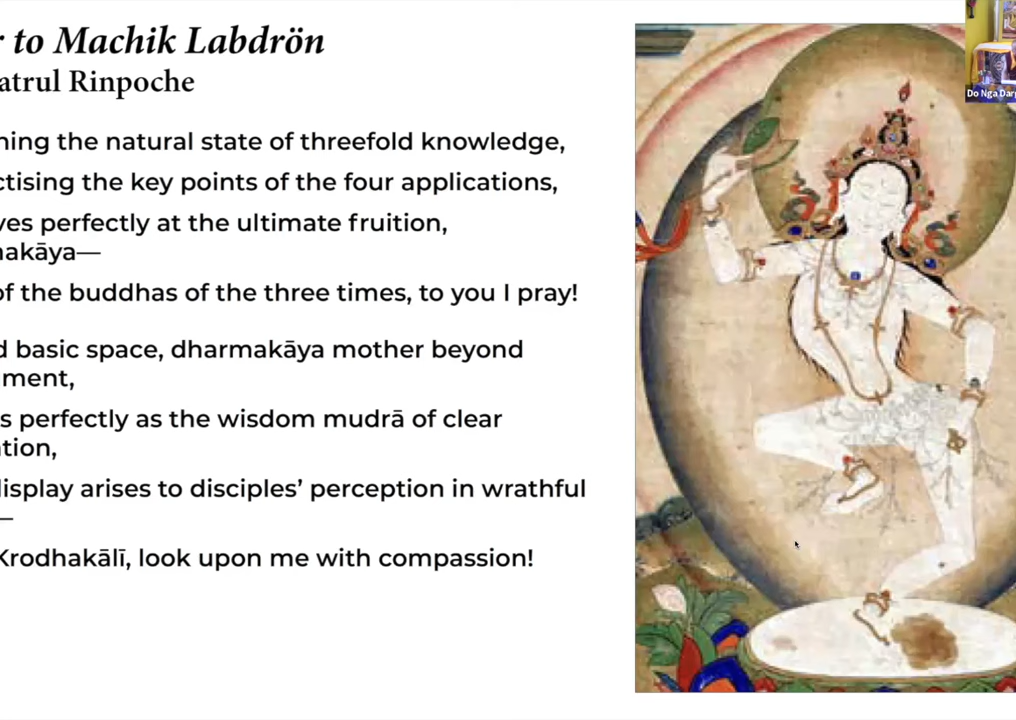 r to Machik Labdrön
atrul Rinpoche
ning the natural state of threefold knowledge,
ctising the key points of the four applications,
ves perfectly at the ultimate fruition,
nakāya—
of the buddhas of the three times, to you I pray!
d basic space, dharmakāya mother beyond
ment,
s perfectly as the wisdom mudrā of clear
tion,
display arises to disciples’ perception in wrathful
—
Krodhakālī, look upon me with compassion!
Do Nga Darg